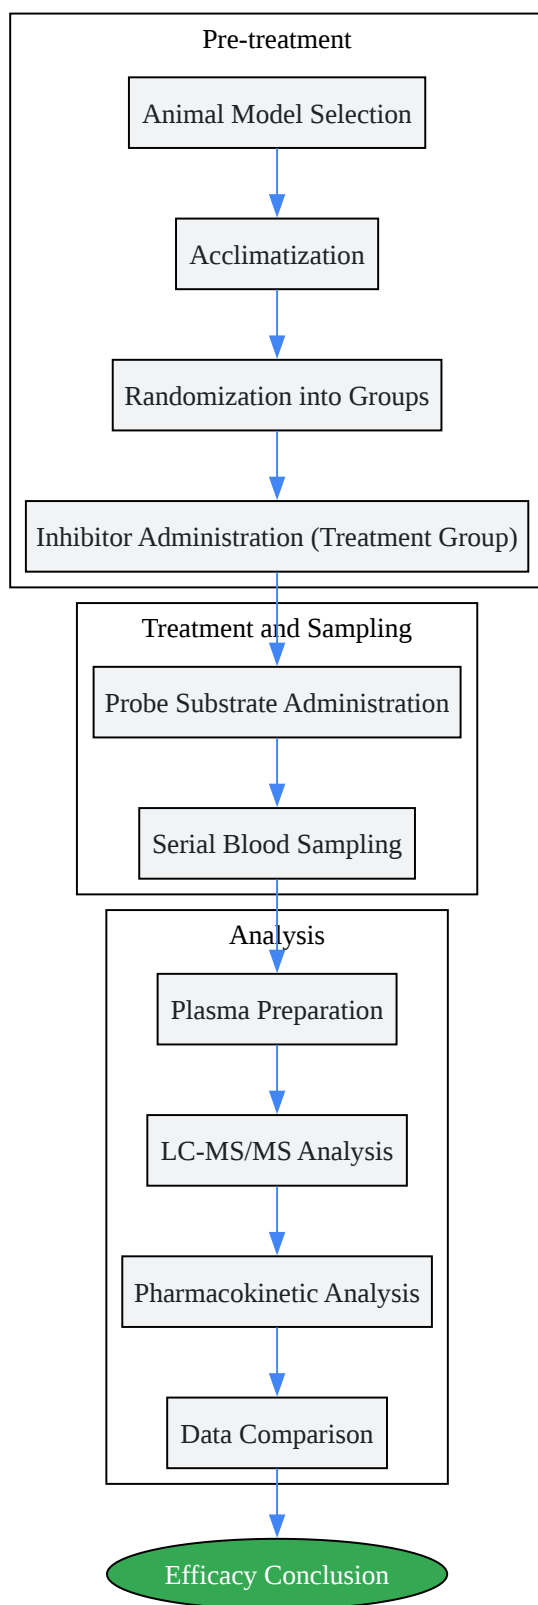 Pre-treatment
Animal Model Selection
Acclimatization
Randomization into Groups
Inhibitor Administration (Treatment Group)
Treatment and Sampling
Probe Substrate Administration
Serial Blood Sampling
Analysis
Plasma Preparation
LC-MS/MS Analysis
Pharmacokinetic Analysis
Data Comparison
Efficacy Conclusion